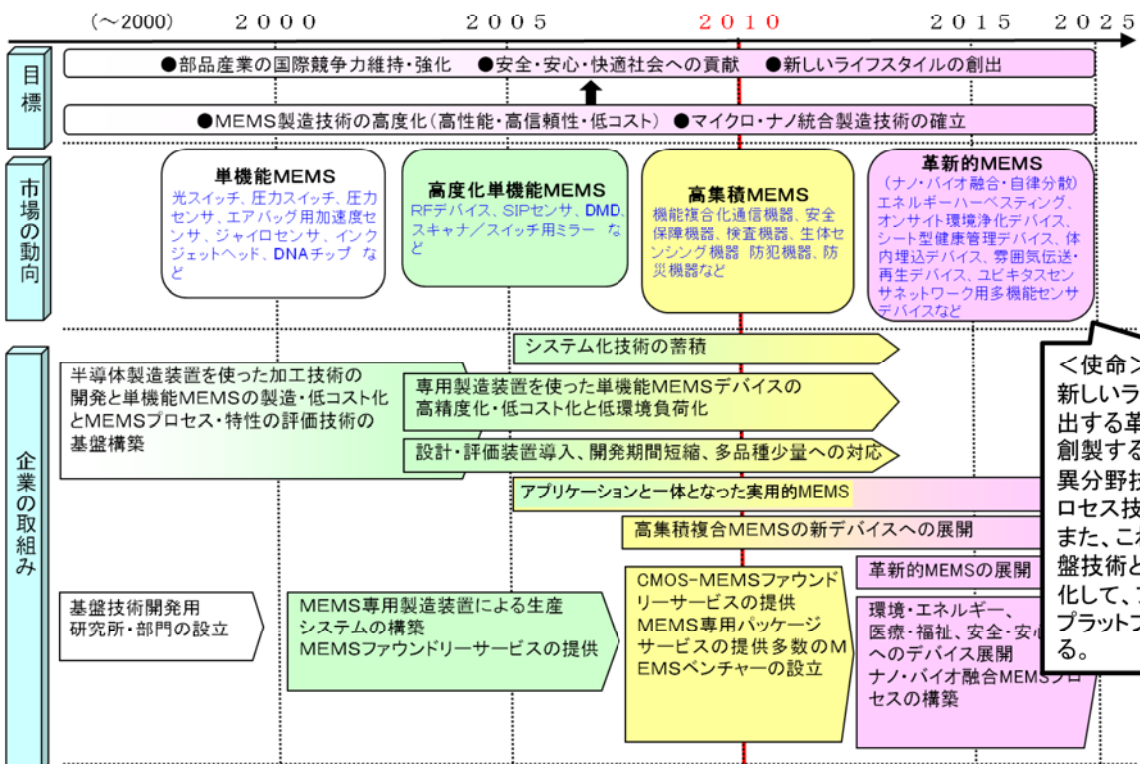 (～2000) ２０００ ２００５ ２０１０ ２０１５ ２０２５
目標
●部品産業の国際競争力維持・強化 ●安全・安心・快適社会への貢献 ●新しいライフスタイルの創出
●MEMS製造技術の高度化(高性能・高信頼性・低コスト) ●マイクロ・ナノ統合製造技術の確立
市場の動向
単機能MEMS
光スイッチ、圧力スイッチ、圧力
センサ、エアバッグ用加速度セ
ンサ、ジャイロセンサ、インク
ジェットヘッド、DNAチップ な
ど
高度化単機能MEMS
RFデバイス、SIPセンサ、DMD、
スキャナ／スイッチ用ミラー な
ど
高集積MEMS
機能複合化通信機器、安全
保障機器、検査機器、生体セ
ンシング機器 防犯機器、防
災機器など
革新的MEMS
(ナノ・バイオ融合・自律分散)
エネルギーハーベスティング、
オンサイト環境浄化デバイス、
シート型健康管理デバイス、体
内埋込デバイス、雰囲気伝送・
再生デバイス、ユビキタスセン
サネットワーク用多機能センサ
デバイスなど
企業の取組み
システム化技術の蓄積
半導体製造装置を使った加工技術の
開発と単機能MEMSの製造・低コスト化
とMEMSプロセス・特性の評価技術の
基盤構築
専用製造装置を使った単機能MEMSデバイスの
高精度化・低コスト化と低環境負荷化
設計・評価装置導入、開発期間短縮、多品種少量への対応
アプリケーションと一体となった実用的MEMS
高集積複合MEMSの新デバイスへの展開
革新的MEMSの展開
基盤技術開発用
研究所・部門の設立
MEMS専用製造装置による生産
システムの構築
MEMSファウンドリーサービスの提供
CMOS-MEMSファウンド
リーサービスの提供
MEMS専用パッケージ
サービスの提供多数のM
EMSベンチャーの設立
環境・エネルギー、
医療・福祉、安全・安心
へのデバイス展開
ナノ・バイオ融合MEMSプロ
セスの構築
＜使命＞
新しいラ
出する革
創製する
異分野技
ロセス技
また、これ
盤技術と
化して、
プラットフ
る。